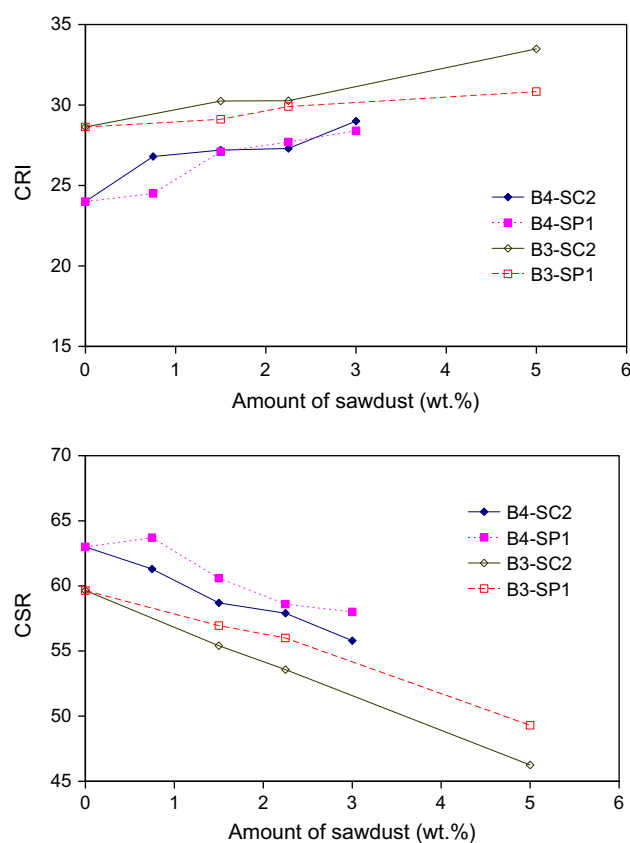 35
30
25
20
15
CRI
B4-SC2
B4-SP1
B3-SC2
B3-SP1
0 1 2 3 4 5 6
Amount of sawdust (wt.%)
70
65
60
55
50
45
CSR
B4-SC2
B4-SP1
B3-SC2
B3-SP1
0 1 2 3 4 5 6
Amount of sawdust (wt.%)